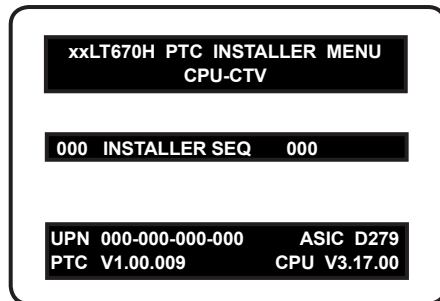 xxLT670H PTC INSTALLER MENU
CPU-CTV
000 INSTALLER SEQ 000
UPN 000-000-000-000 ASIC D279
PTC V1.00.009 CPU V3.17.00